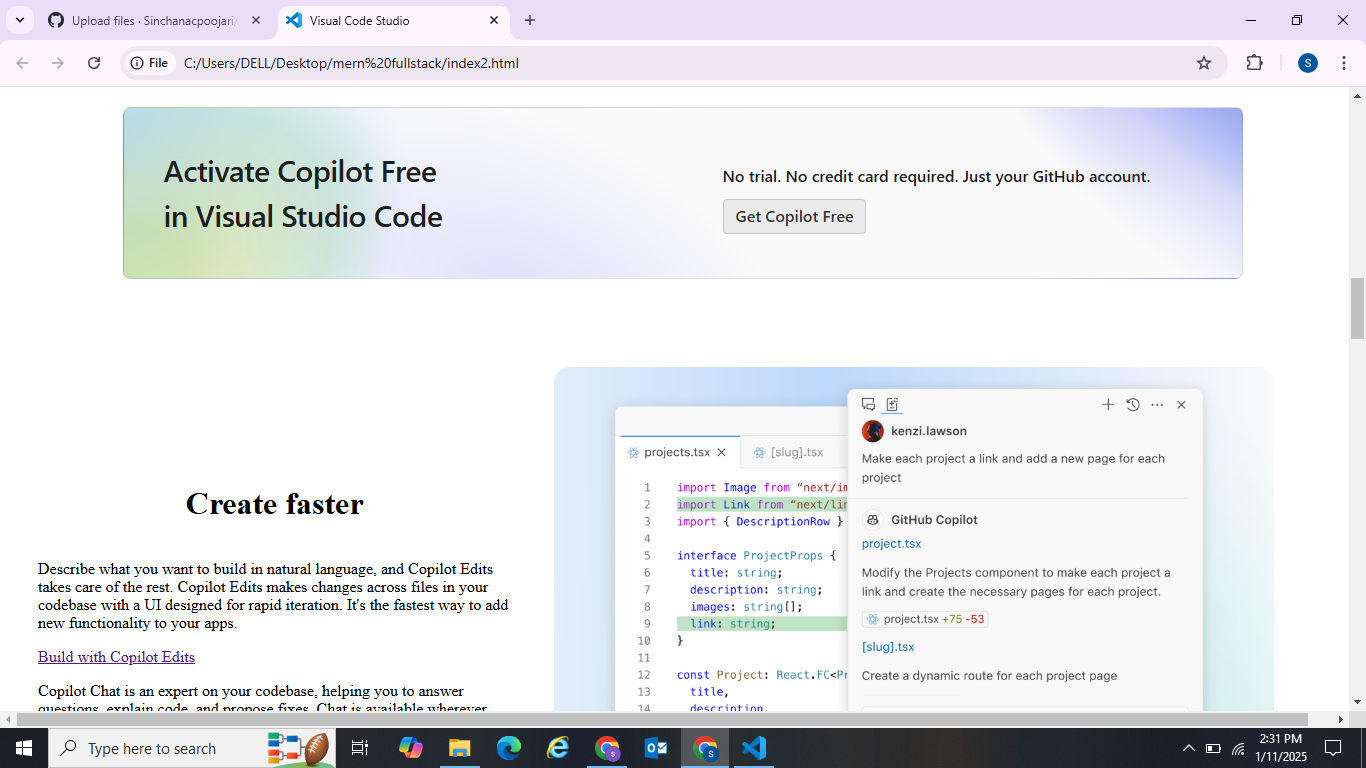 Upload files · Sinchanacpoojari/
Visual Code Studio
File
C:/Users/DELL/Desktop/mern%20fullstack/index2.html
S
Activate Copilot Free
in Visual Studio Code
No trial. No credit card required. Just your GitHub account.
Get Copilot Free
Create faster
Describe what you want to build in natural language, and Copilot Edits
takes care of the rest. Copilot Edits makes changes across files in your
codebase with a UI designed for rapid iteration. It's the fastest way to add
new functionality to your apps.
Build with Copilot Edits
Copilot Chat is an expert on your codebase, helping you to answer
questions, explain code, and propose fixes. Chat is available wherever
projects.tsx
[slug].tsx
1 import Image from “next/im
2 import Link from “next/lin
3 import { DescriptionRow }
4
5 interface ProjectProps {
6 title: string;
7 description: string;
8 images: string[];
9 link: string;
10 }
11
12 const Project: React.FC<Pr
13 title,
14 description,
kenzi.lawson
Make each project a link and add a new page for each
project
GitHub Copilot
project.tsx
Modify the Projects component to make each project a
link and create the necessary pages for each project.
project.tsx +75 -53
[slug].tsx
Create a dynamic route for each project page
Type here to search
2:31 PM
1/11/2025